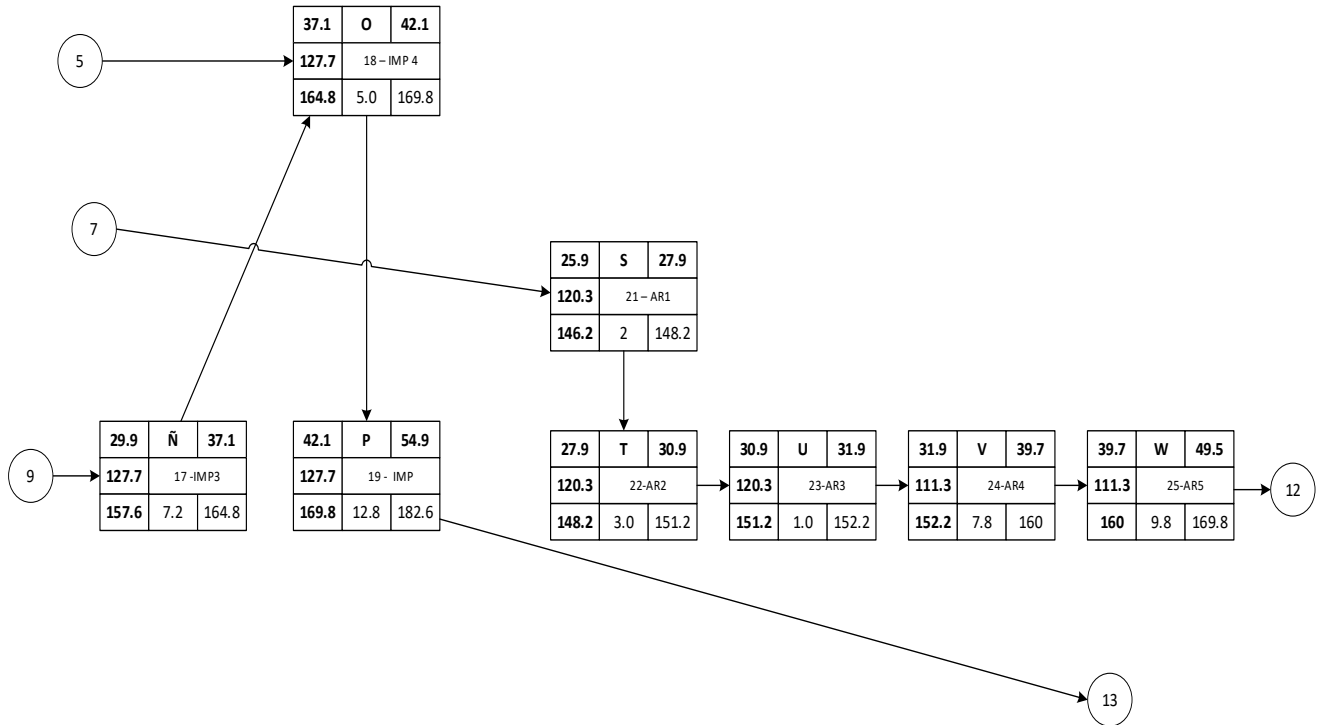 37.1 O 42.1
5
127.7 18 – IMP 4
164.8 5.0 169.8
7
25.9 S 27.9
120.3 21 – AR1
146.2 2 148.2
29.9 Ñ 37.1
9
127.7 17 -IMP3
157.6 7.2 164.8
42.1 P 54.9
127.7 19 - IMP
169.8 12.8 182.6
27.9 T 30.9
120.3 22-AR2
148.2 3.0 151.2
30.9 U 31.9
120.3 23-AR3
151.2 1.0 152.2
31.9 V 39.7
111.3 24-AR4
152.2 7.8 160
39.7 W 49.5
111.3 25-AR5
160 9.8 169.8
12
13